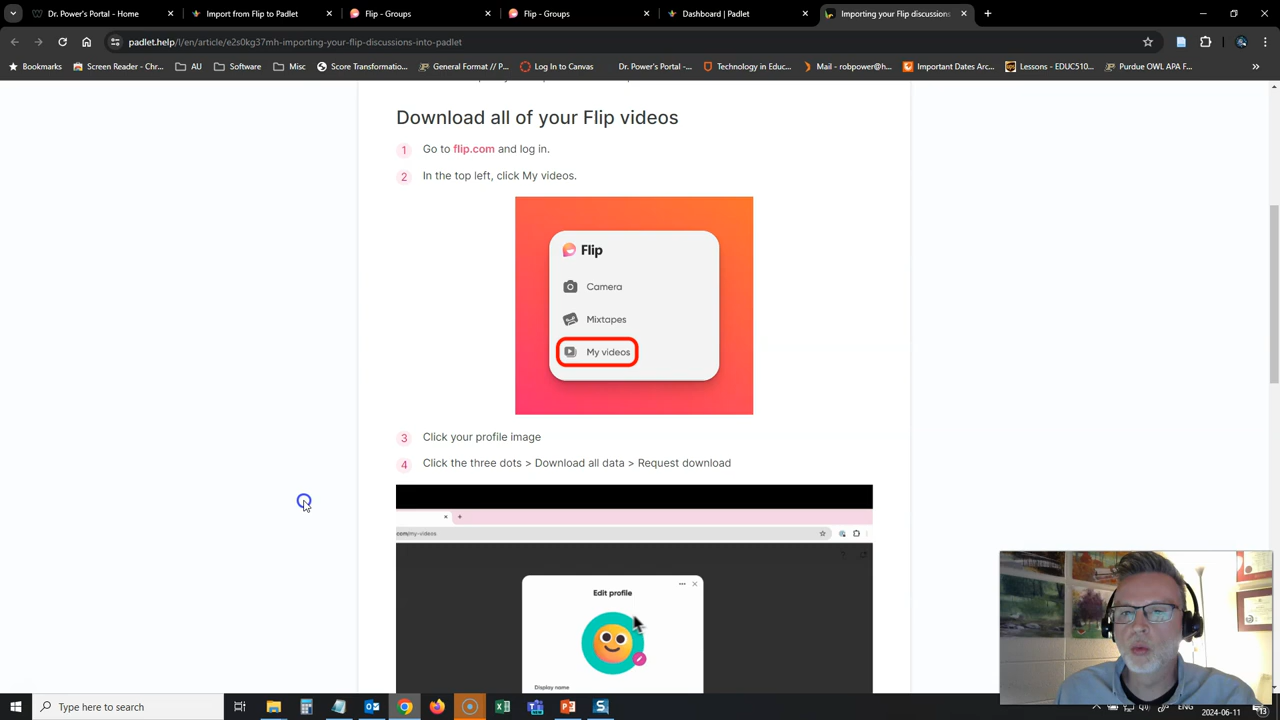 Dr. Power's Portal - Home
Import from Flip to Padlet
Flip - Groups
Flip - Groups
Dashboard | Padlet
Importing your Flip discussions
padlet.help/l/en/article/e2s0kg37mh-importing-your-flip-discussions-into-padlet
Bookmarks
Screen Reader - Chr...
AU
Software
Misc
Score Transformatio...
General Format // P...
Log In to Canvas
Dr. Power's Portal -...
Technology in Educ...
Mail - robpower@h...
Important Dates Arc...
Lessons - EDUC510...
Purdue OWL APA F...
Download all of your Flip videos
1 Go to flip.com and log in.
2 In the top left, click My videos.
Flip
Camera
Mixtapes
My videos
3 Click your profile image
4 Click the three dots > Download all data > Request download
com/my-videos
Edit profile
Display name
Type here to search
ENG
2024-06-11
13